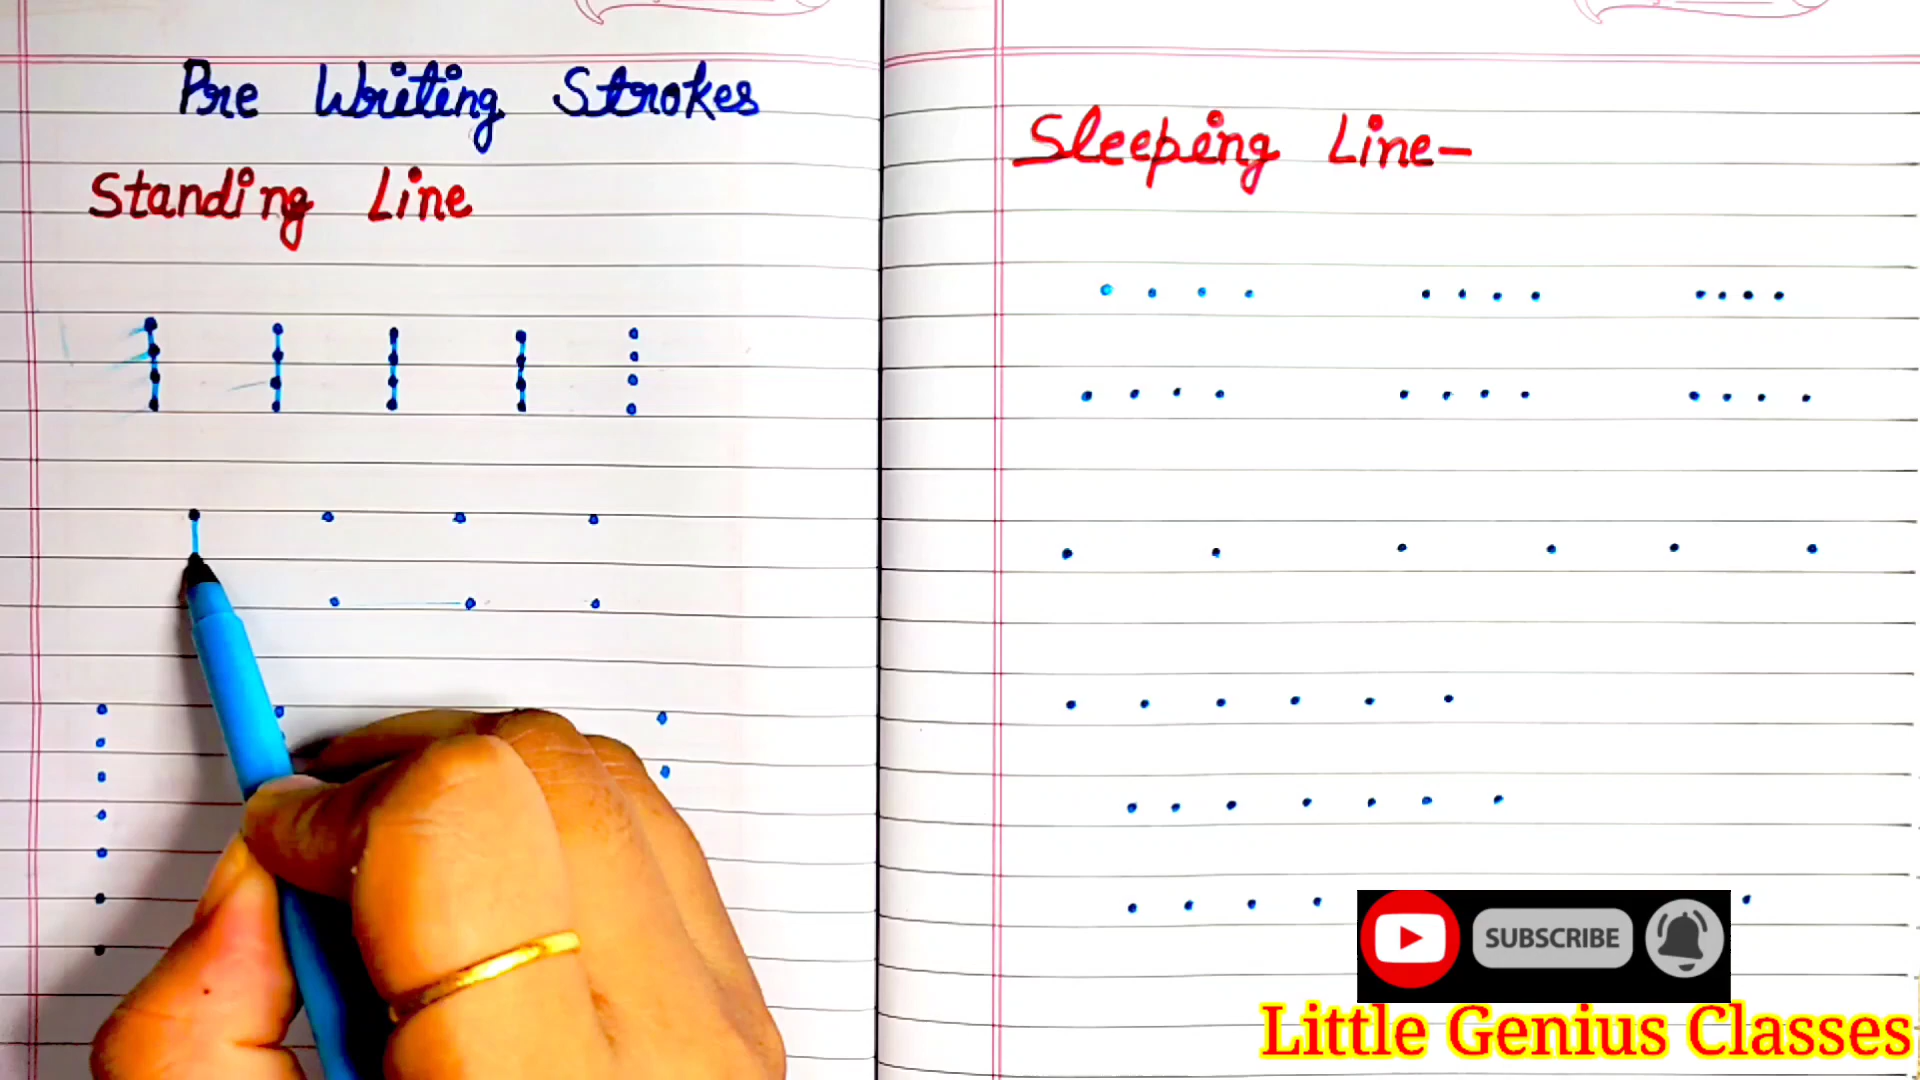 Pre Writing Strokes
Standing Line
Sleeping Line-
SUBSCRIBE
Little Genius Classes